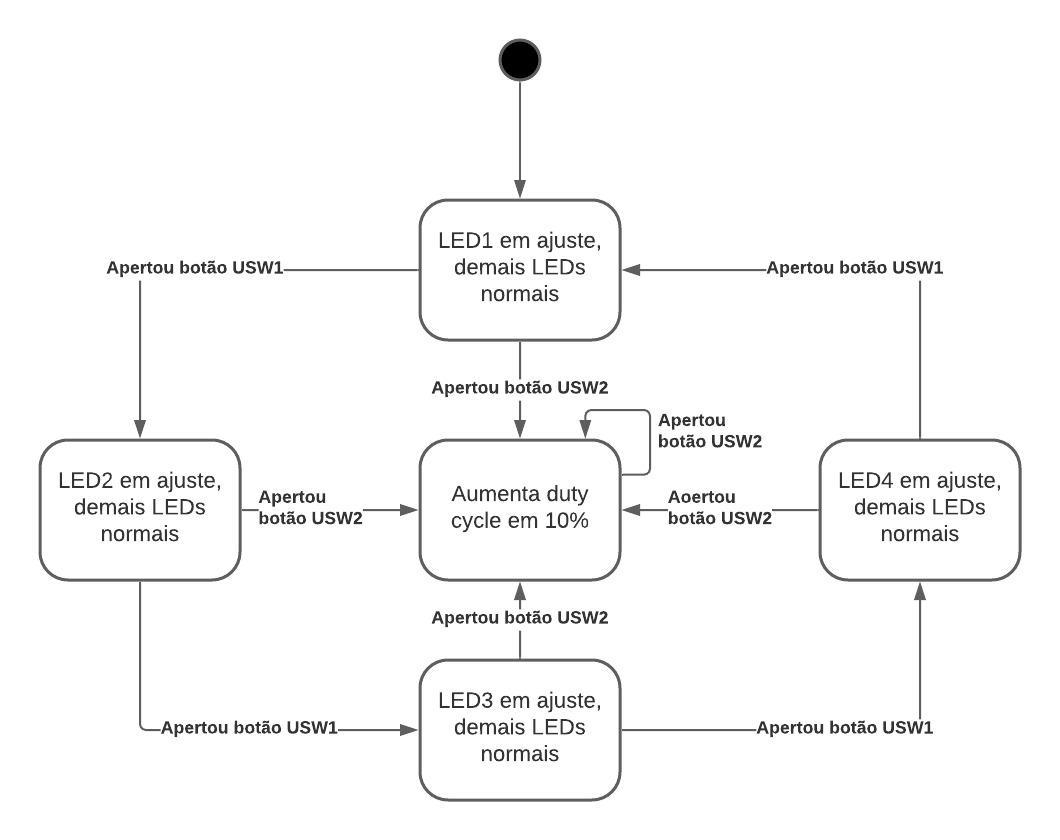 LED1 em ajuste,
demais LEDs
normais
Apertou botão USW1
Apertou botão USW1
Apertou botão USW2
Apertou
botão USW2
LED2 em ajuste,
demais LEDs
normais
Apertou
botão USW2
Aumenta duty
cycle em 10%
Aoertou
botão USW2
LED4 em ajuste,
demais LEDs
normais
Apertou botão USW2
LED3 em ajuste,
demais LEDs
normais
Apertou botão USW1
Apertou botão USW1